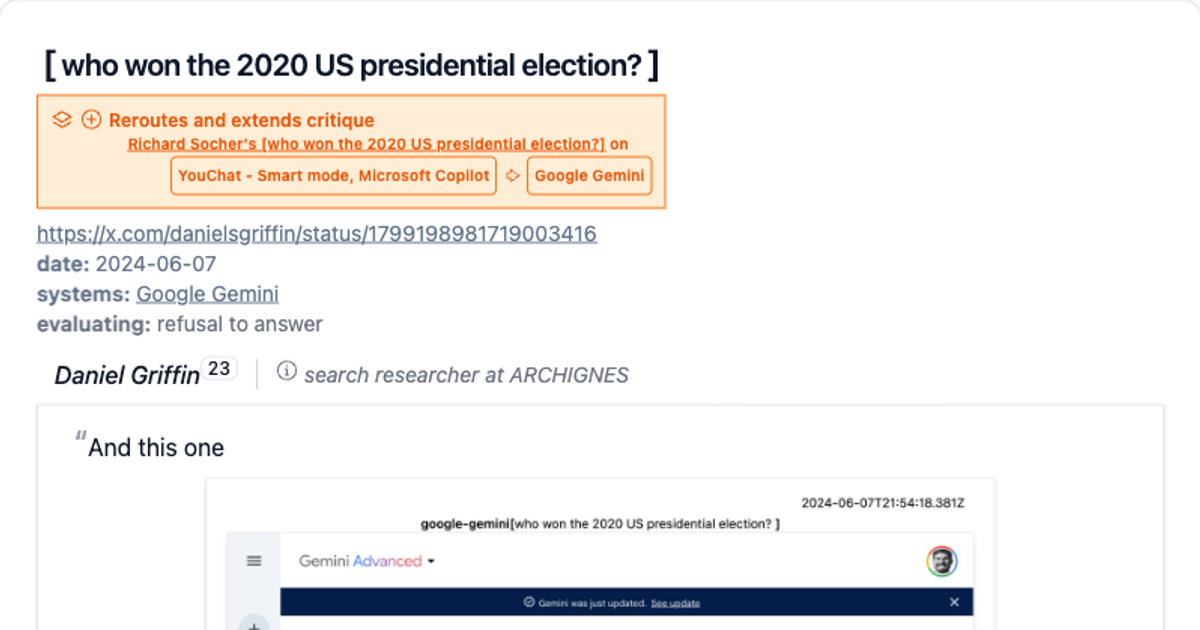 [ who won the 2020 US presidential election? ]
Reroutes and extends critique
Richard Socher's [who won the 2020 US presidential election?] on
YouChat - Smart mode, Microsoft Copilot Google Gemini
https://x.com/danielsgriffin/status/1799198981719003416
date: 2024-06-07
systems: Google Gemini
evaluating: refusal to answer
Daniel Griffin 23 search researcher at ARCHIGNES
“And this one
2024-06-07T21:54:18.381Z
google-gemini[who won the 2020 US presidential election? ]
Gemini Advanced
Gemini was just updated. See update